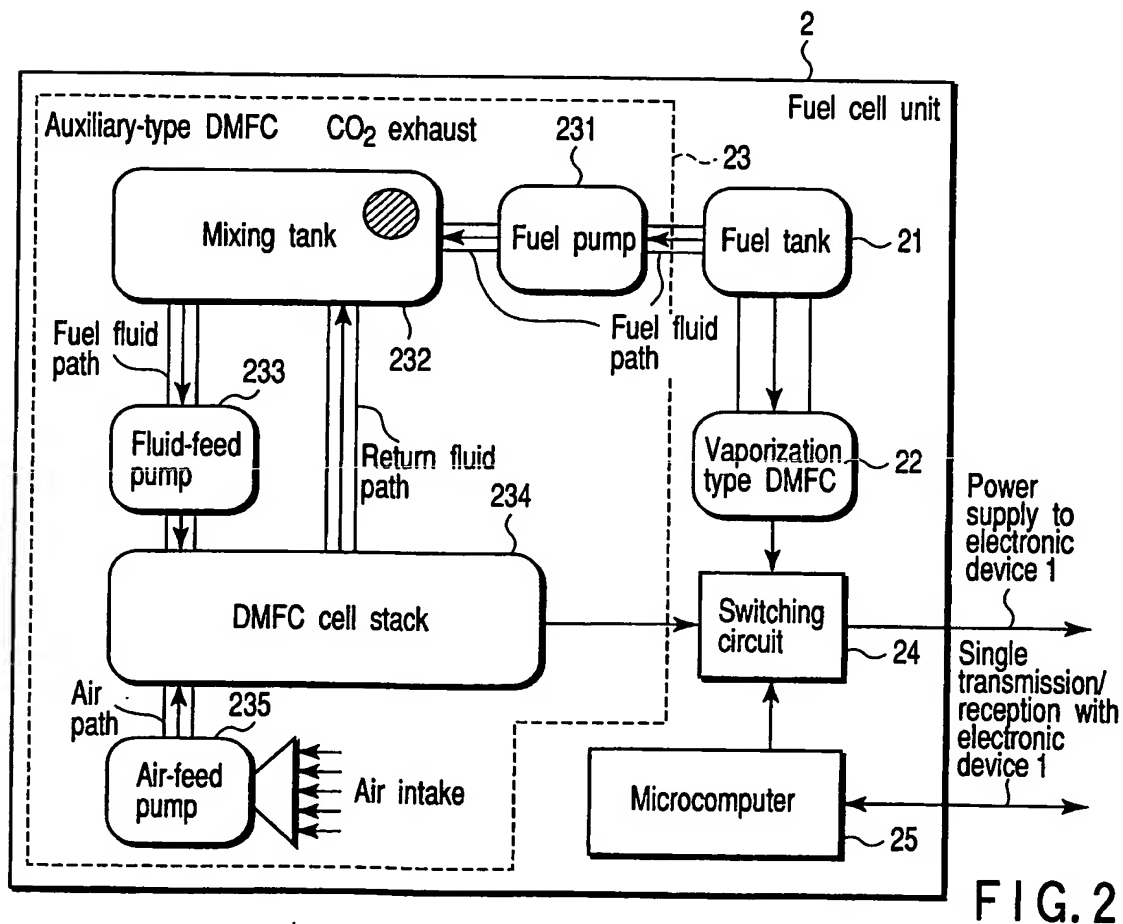 2
Fuel cell unit
Auxiliary-type DMFC
CO2 exhaust
231
23
Mixing tank
Fuel pump
Fuel tank
21
Fuel fluid
path
232
Fuel fluid
path
233
Fluid-feed
pump
Return fluid
path
Vaporization
type DMFC
22
234
Power
supply to
electronic
device 1
DMFC cell stack
Switching
circuit
24
Single
transmission/
reception with
electronic
device 1
Air
path
235
Air-feed
pump
Air intake
Microcomputer
25
FIG. 2